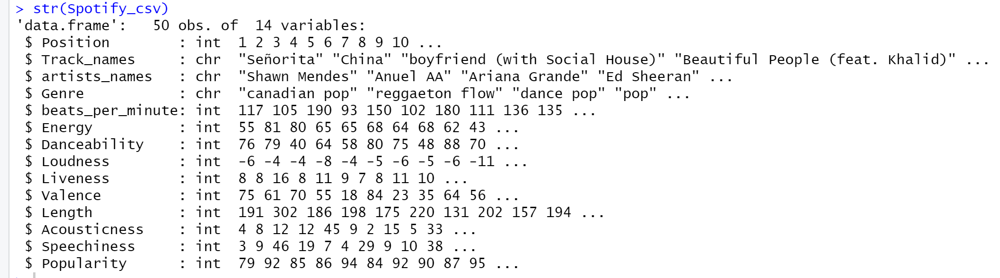 > str(Spotify_csv)
'data.frame':   50 obs. of  14 variables:
 $ Position        : int  1 2 3 4 5 6 7 8 9 10 ...
 $ Track_names     : chr  "Señorita" "China" "boyfriend (with Social House)" "Beautiful People (feat. Khalid)" ...
 $ artists_names   : chr  "Shawn Mendes" "Anuel AA" "Ariana Grande" "Ed Sheeran" ...
 $ Genre           : chr  "canadian pop" "reggaeton flow" "dance pop" "pop" ...
 $ beats_per_minute: int  117 105 190 93 150 102 180 111 136 135 ...
 $ Energy          : int  55 81 80 65 65 68 64 68 62 43 ...
 $ Danceability    : int  76 79 40 64 58 80 75 48 88 70 ...
 $ Loudness        : int  -6 -4 -4 -8 -4 -5 -6 -5 -6 -11 ...
 $ Liveness        : int  8 8 16 8 11 9 7 8 11 10 ...
 $ Valence         : int  75 61 70 55 18 84 23 35 64 56 ...
 $ Length          : int  191 302 186 198 175 220 131 202 157 194 ...
 $ Acousticness    : int  4 8 12 12 45 9 2 15 5 33 ...
 $ Speechiness     : int  3 9 46 19 7 4 29 9 10 38 ...
 $ Popularity      : int  79 92 85 86 94 84 92 90 87 95 ...